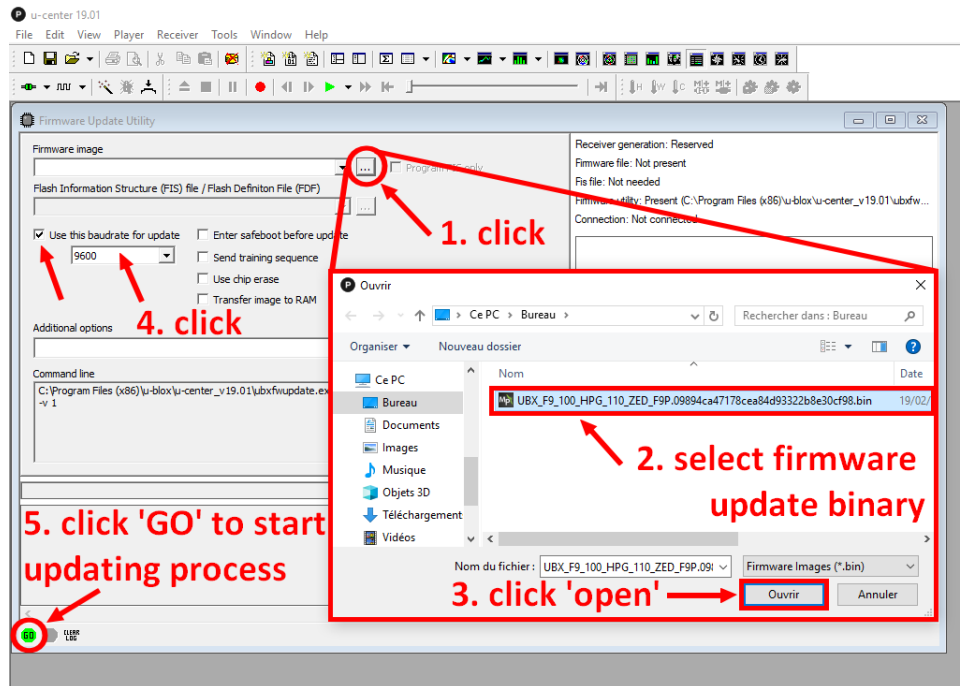 u-center 19.01
File Edit View Player Receiver Tools Window Help
Firmware Update Utility
Firmware image
...
Program FIS only
Flash Information Structure (FIS) file / Flash Definiton File (FDF)
...
Use this baudrate for update
Enter safeboot before update
9600
Send training sequence
Use chip erase
Transfer image to RAM
Additional options
Command line
C:\Program Files (x86)\u-blox\u-center_v19.01\ubxfwupdate.ex
-v 1
Receiver generation: Reserved
Firmware file: Not present
Fis file: Not needed
Firmware utility: Present (C:\Program Files (x86)\u-blox\u-center_v19.01\ubxfw...
Connection: Not connected
1. click
4. click
Ouvrir
Ce PC > Bureau >
Rechercher dans : Bureau
Organiser
Nouveau dossier
Ce PC
Bureau
Documents
Images
Musique
Objets 3D
Téléchargement
Vidéos
Nom
Date
UBX_F9_100_HPG_110_ZED_F9P.09894ca47178cea84d93322b8e30cf98.bin
19/02/
2. select firmware
update binary
Nom du fichier :
UBX_F9_100_HPG_110_ZED_F9P.098
Firmware Images (*.bin)
3. click 'open'
Ouvrir
Annuler
5. click 'GO' to start
updating process
GO
CLEAR
LOG